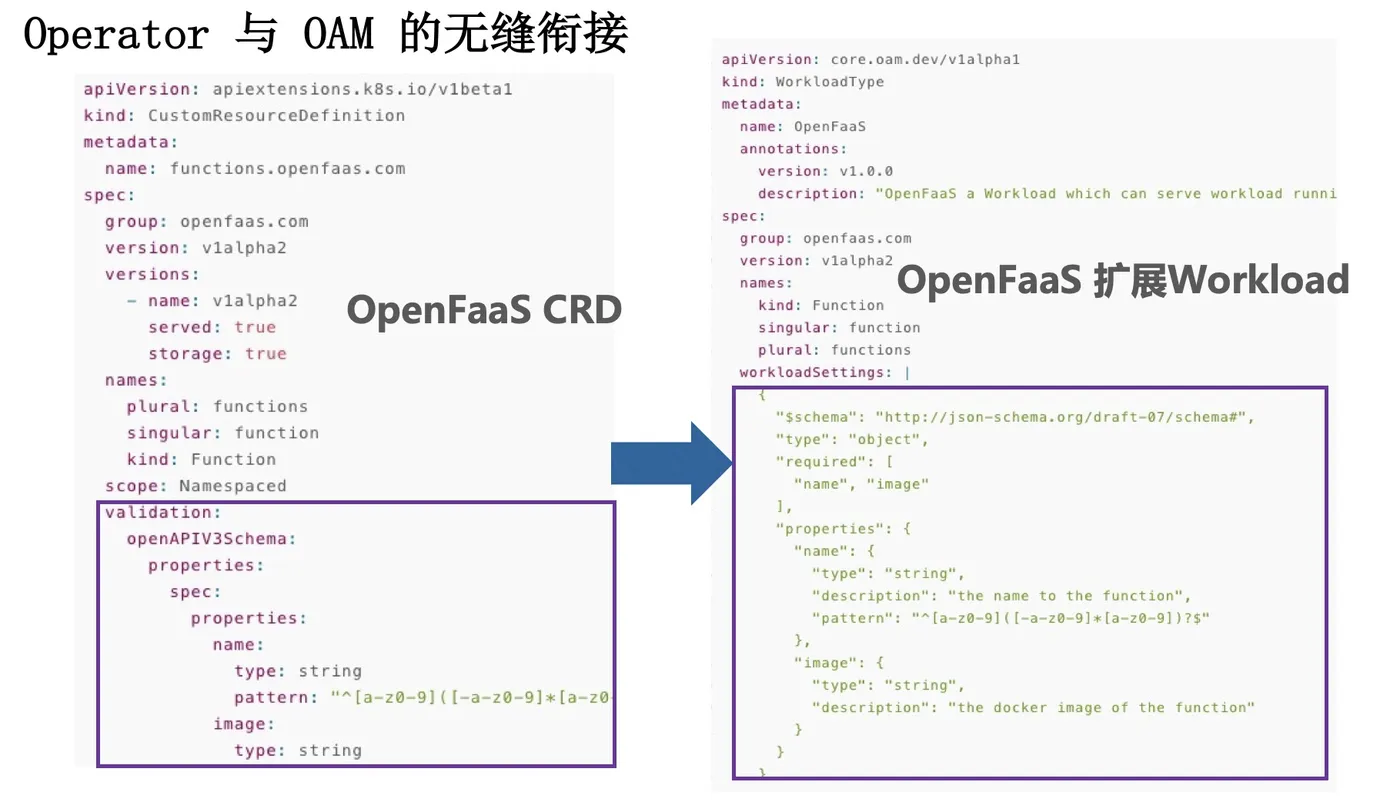 Operator 与 OAM 的无缝衔接
apiVersion: apiextensions.k8s.io/v1beta1
kind: CustomResourceDefinition
metadata:
  name: functions.openfaas.com
spec:
  group: openfaas.com
  version: v1alpha2
  versions:
    - name: v1alpha2
      served: true
      storage: true
  names:
    plural: functions
    singular: function
    kind: Function
  scope: Namespaced
  validation:
    openAPIV3Schema:
      properties:
        spec:
          properties:
            name:
              type: string
              pattern: "^[a-z0-9]([-a-z0-9]*[a-z0-
            image:
              type: string
OpenFaaS CRD
apiVersion: core.oam.dev/v1alpha1
kind: WorkloadType
metadata:
  name: OpenFaaS
  annotations:
    version: v1.0.0
    description: "OpenFaaS a Workload which can serve workload runni
spec:
  group: openfaas.com
  version: v1alpha2
  names:
    kind: Function
    singular: function
    plural: functions
  workloadSettings: |
    {
      "$schema": "http://json-schema.org/draft-07/schema#",
      "type": "object",
      "required": [
        "name", "image"
      ],
      "properties": {
        "name": {
          "type": "string",
          "description": "the name to the function",
          "pattern": "^[a-z0-9]([-a-z0-9]*[a-z0-9])?$"
        },
        "image": {
          "type": "string",
          "description": "the docker image of the function"
        }
      }
    }
OpenFaaS 扩展Workload